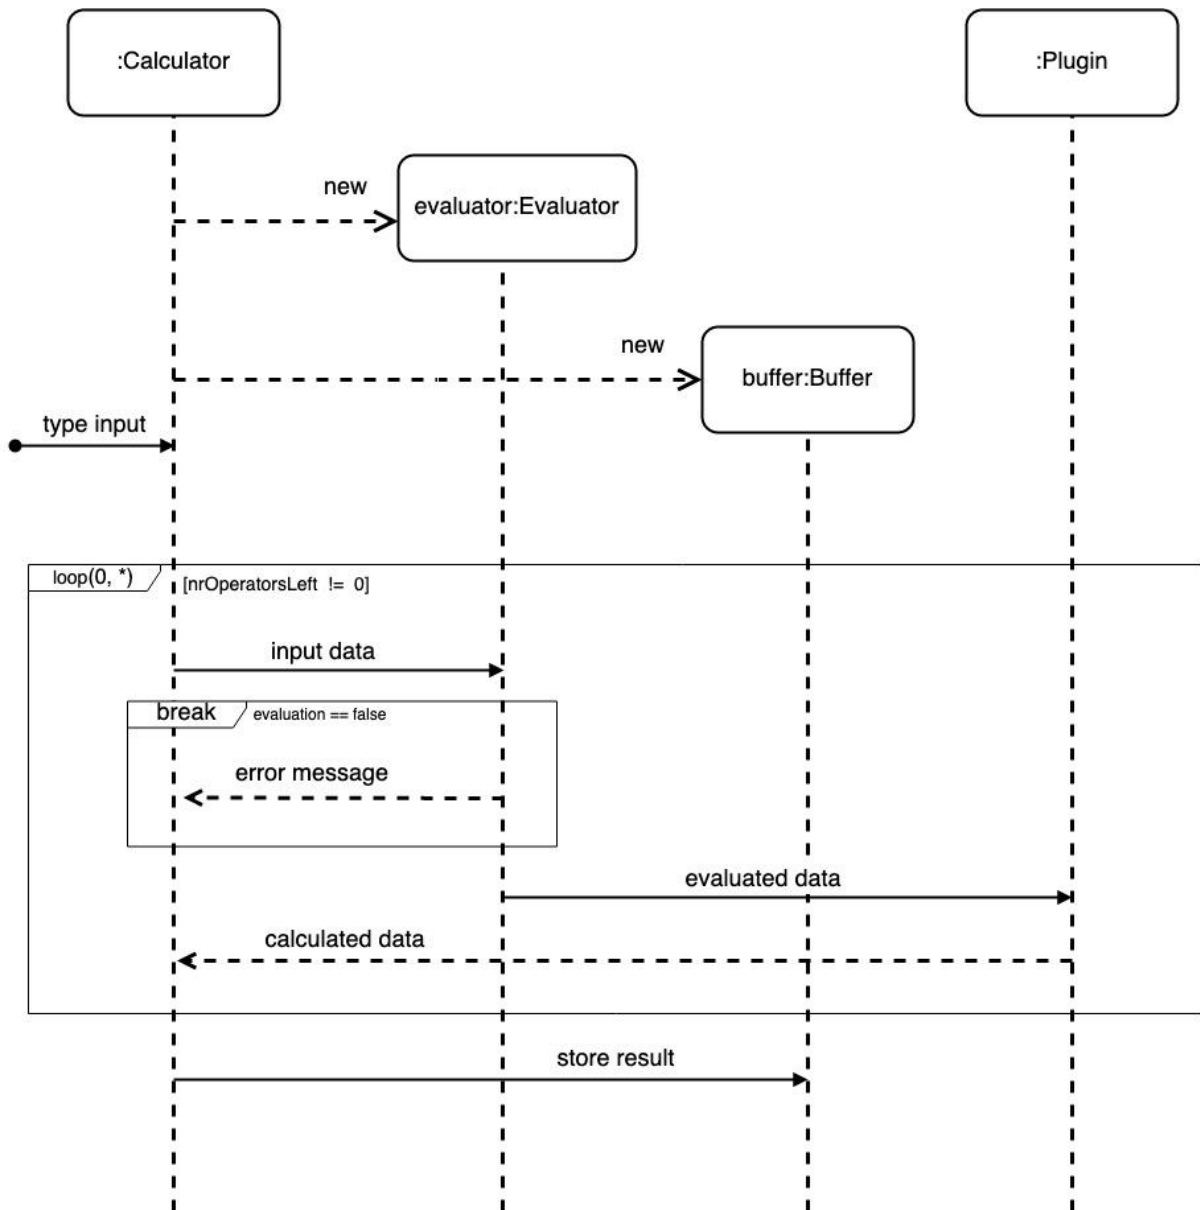 :Calculator
:Plugin
new
evaluator:Evaluator
new
buffer:Buffer
type input
loop(0, *)
[nrOperatorsLeft != 0]
input data
break
evaluation == false
error message
evaluated data
calculated data
store result